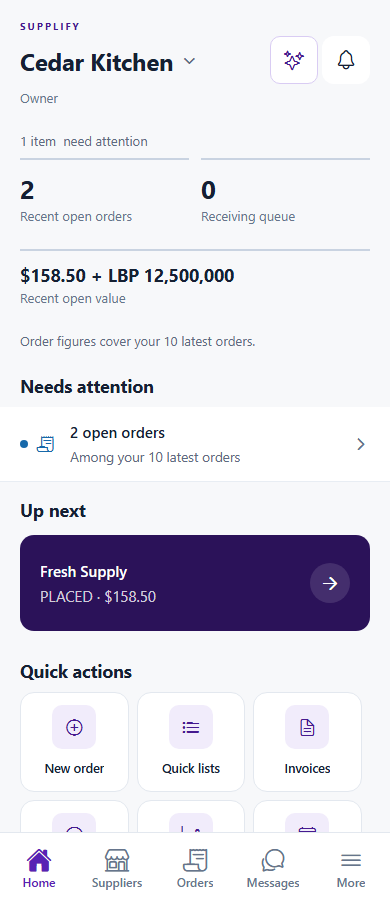 SUPPLIFY
Cedar Kitchen
Owner
1 item  need attention
2
Recent open orders
0
Receiving queue
$158.50 + LBP 12,500,000
Recent open value
Order figures cover your 10 latest orders.
Needs attention
2 open orders
Among your 10 latest orders
Up next
Fresh Supply
PLACED · $158.50
Quick actions
New order
Quick lists
Invoices
Home
Suppliers
Orders
Messages
More